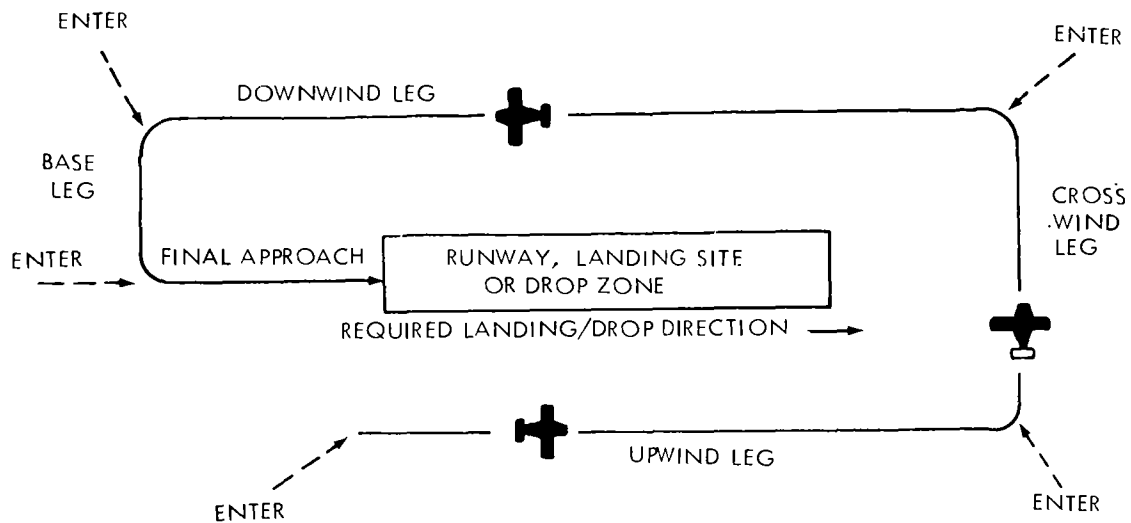 ENTER
ENTER
DOWNWIND LEG
BASE
LEG
CROSS
WIND
LEG
ENTER
FINAL APPROACH
RUNWAY, LANDING SITE
OR DROP ZONE
REQUIRED LANDING/DROP DIRECTION
UPWIND LEG
ENTER
ENTER